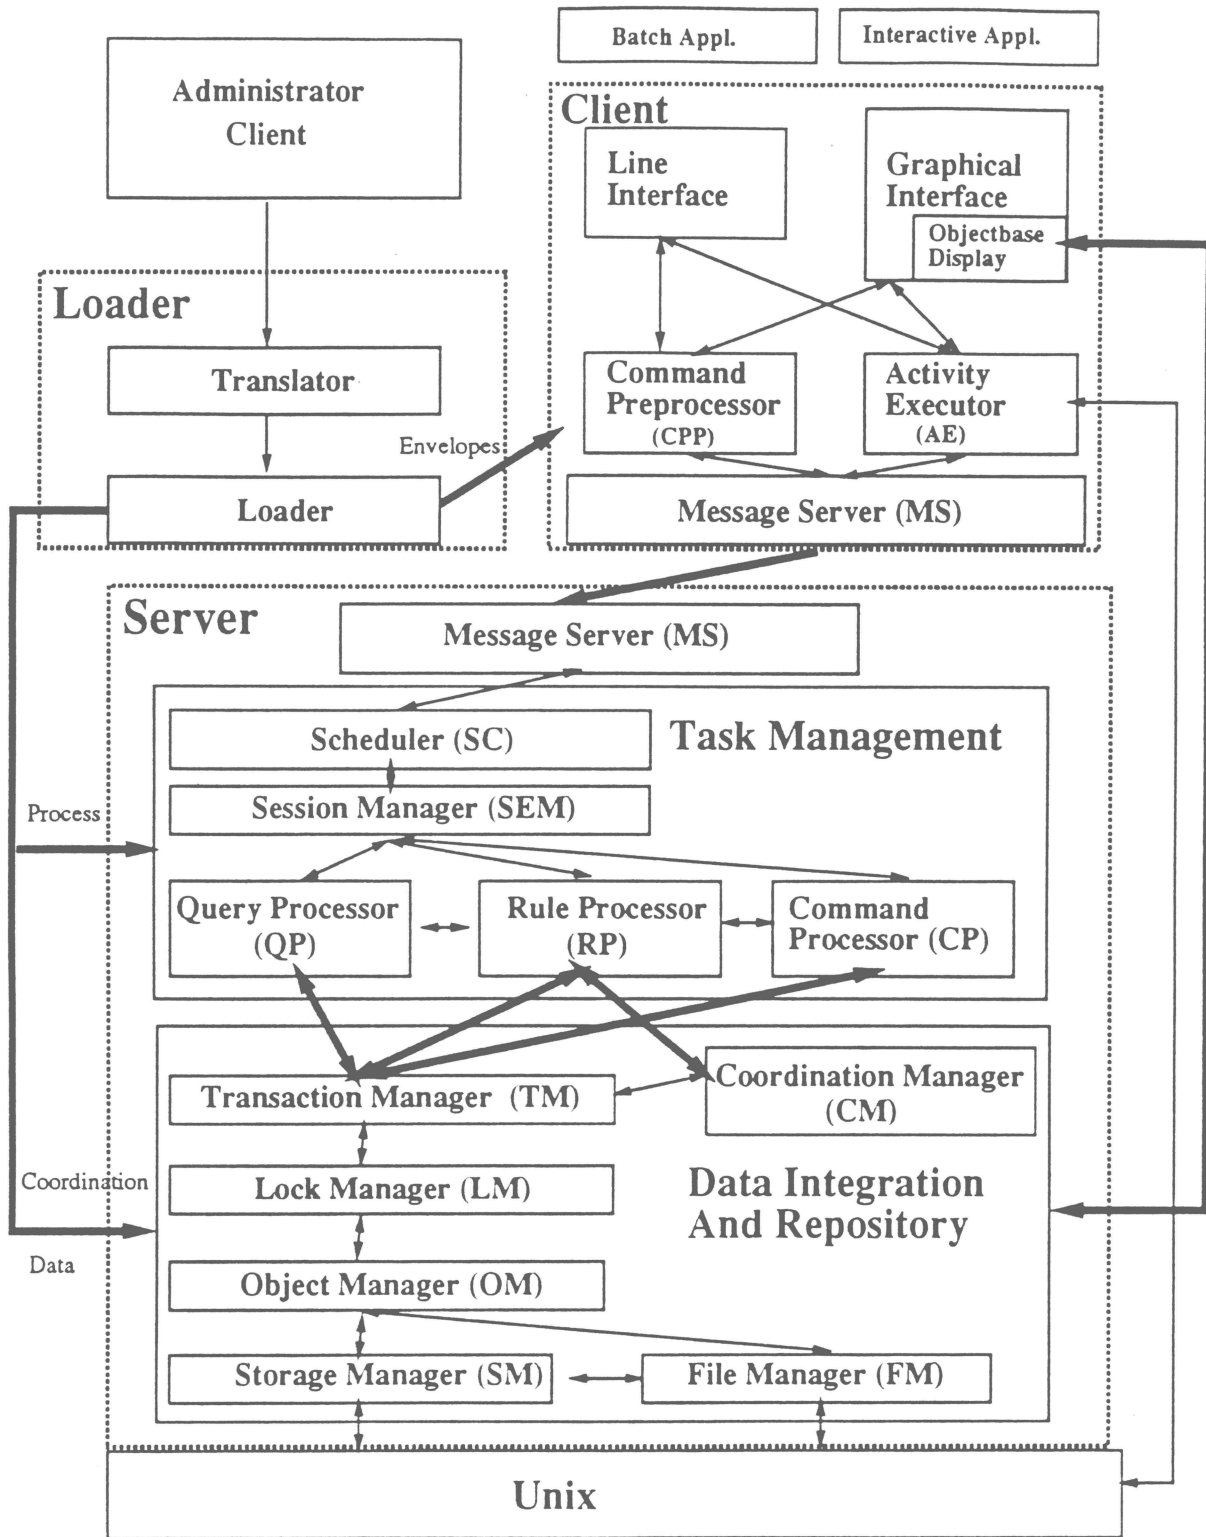 Batch Appl.
Interactive Appl.
Administrator
Client
Client
Line
Interface
Graphical
Interface
Objectbase
Display
Loader
Translator
Command
Preprocessor
(CPP)
Activity
Executor
(AE)
Envelopes
Loader
Message Server (MS)
Server
Message Server (MS)
Scheduler (SC)
Task Management
Session Manager (SEM)
Process
Query Processor
(QP)
Rule Processor
(RP)
Command
Processor (CP)
Transaction Manager (TM)
Coordination Manager
(CM)
Coordination
Lock Manager (LM)
Data Integration
And Repository
Data
Object Manager (OM)
Storage Manager (SM)
File Manager (FM)
Unix